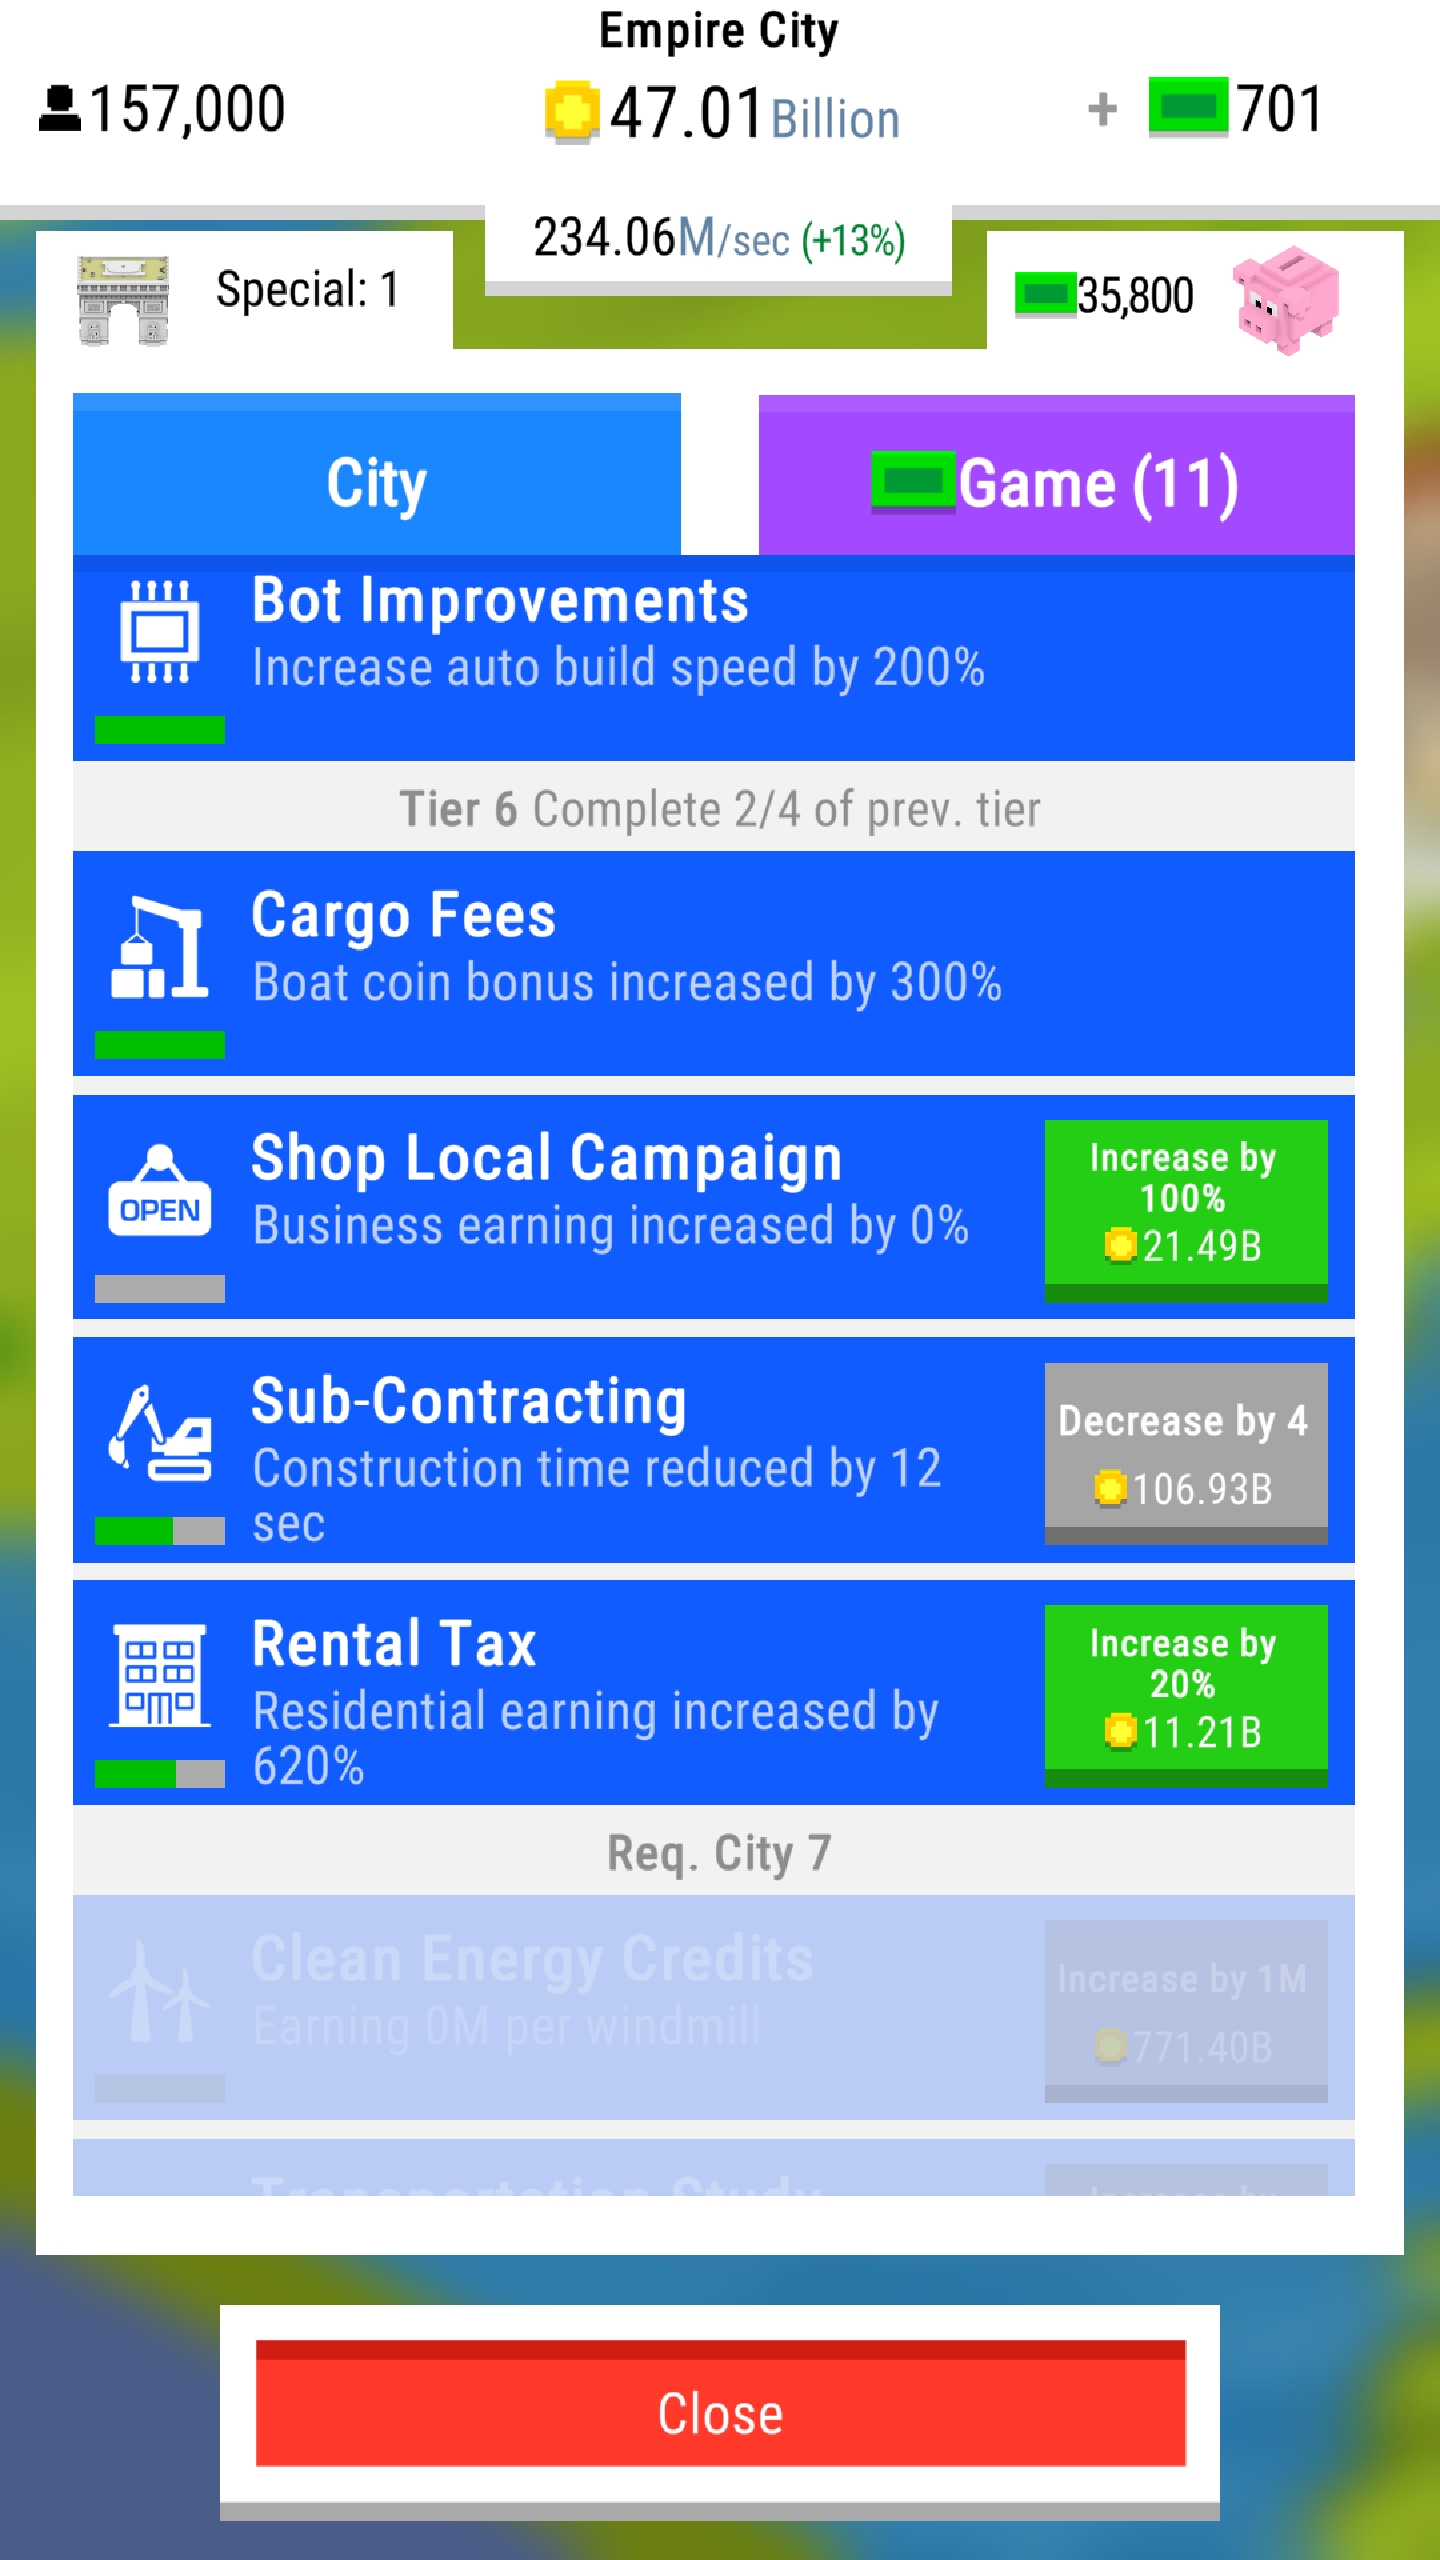 Empire City
157,000
47.01 Billion
+ 701
234.06M/sec (+13%)
Special: 1
35,800
City
Game (11)
Bot Improvements
Increase auto build speed by 200%
Tier 6 Complete 2/4 of prev. tier
Cargo Fees
Boat coin bonus increased by 300%
OPEN
Shop Local Campaign
Business earning increased by 0%
Increase by
100%
21.49B
Sub-Contracting
Construction time reduced by 12
sec
Decrease by 4
106.93B
Rental Tax
Residential earning increased by
620%
Increase by
20%
11.21B
Req. City 7
Clean Energy Credits
Earning 0M per windmill
Increase by 1M
771.40B
Transportation Study
Increase by
Close